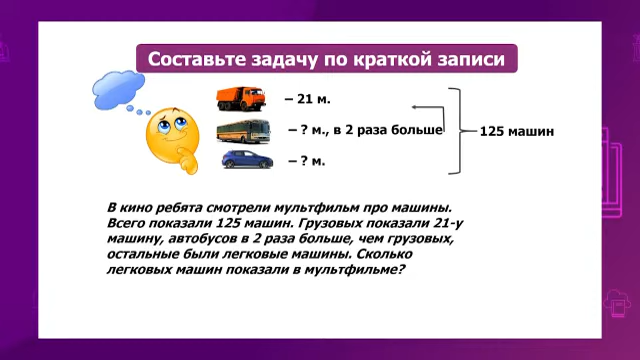 Составьте задачу по краткой записи
– 21 м.
– ? м., в 2 раза больше
125 машин
– ? м.
В кино ребята смотрели мультфильм про машины.
Всего показали 125 машин. Грузовых показали 21-у
машину, автобусов в 2 раза больше, чем грузовых,
остальные были легковые машины. Сколько
легковых машин показали в мультфильме?